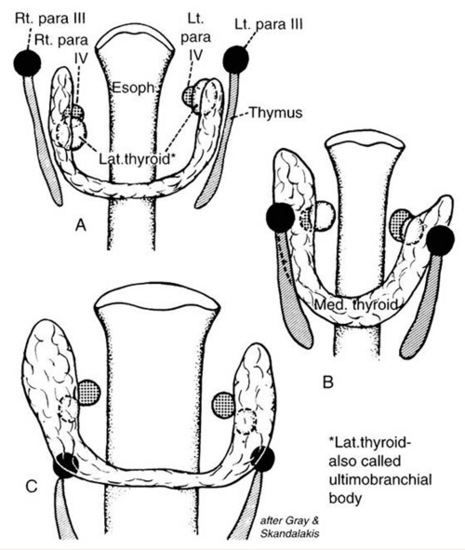 Rt. para III
Rt. para
IV
Lt.
para
IV
Lt. para III
Esoph.
Thymus
Lat.thyroid*
A
Med. thyroid
B
C
*Lat.thyroid-
also called
ultimobranchial
body
after Gray &
Skandalakis